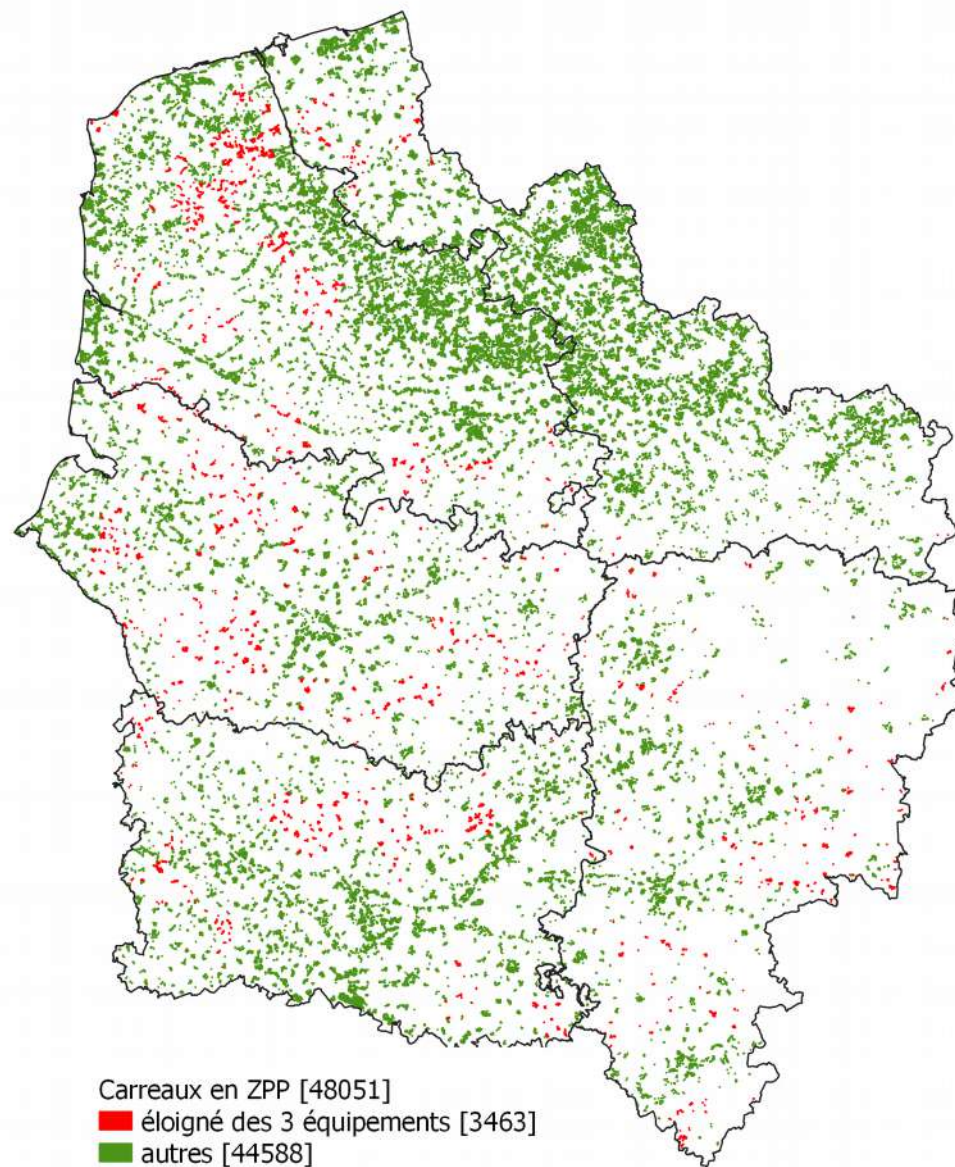 Carreaux en ZPP [48051]
éloigné des 3 équipements [3463]
autres [44588]